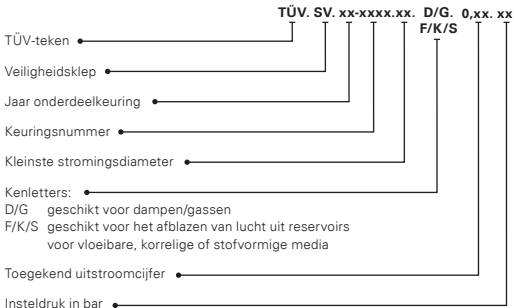 TÜV. SV. xx-xxxx.xx. D/G. 0,xx. xx
F/K/S
TÜV-teken
Veiligheidsklep
Jaar onderdeelkeuring
Keuringsnummer
Kleinste stromingsdiameter
Kenletters:
D/G geschikt voor dampen/gassen
F/K/S geschikt voor het afblazen van lucht uit reservoirs
voor vloeibare, korrelige of stofvormige media
Toegekend uitstroomcijfer
Insteldruk in bar